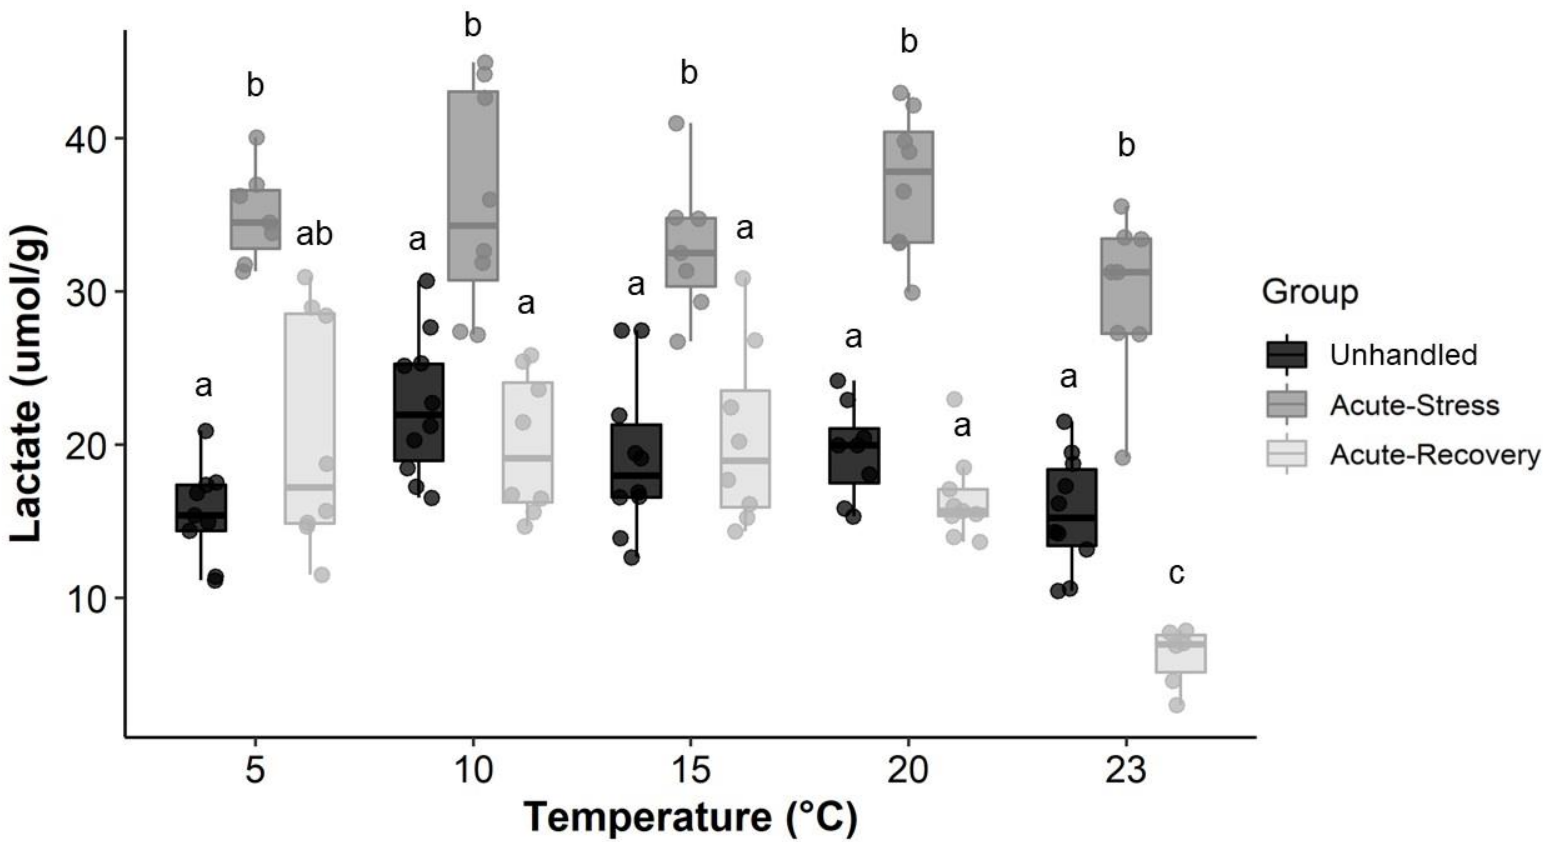 b
b
b
b
b
a
ab
a
a
a
a
a
a
a
c
40
30
20
10
Lactate (umol/g)
5
10
15
20
23
Temperature (°C)
Group
Unhandled
Acute-Stress
Acute-Recovery